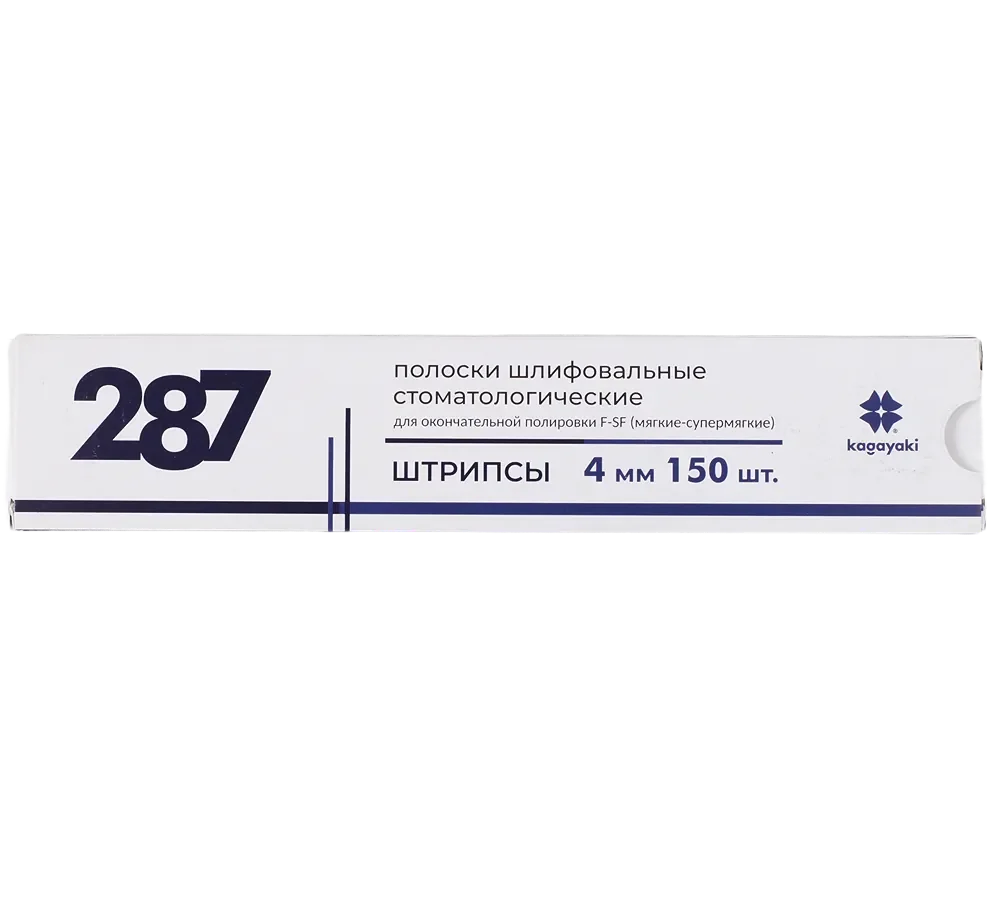 287
полоски шлифовальные
стоматологические
для окончательной полировки F-SF (мягкие-супермягкие)
ШТРИПСЫ 4 мм 150 шт.
®
kagayaki